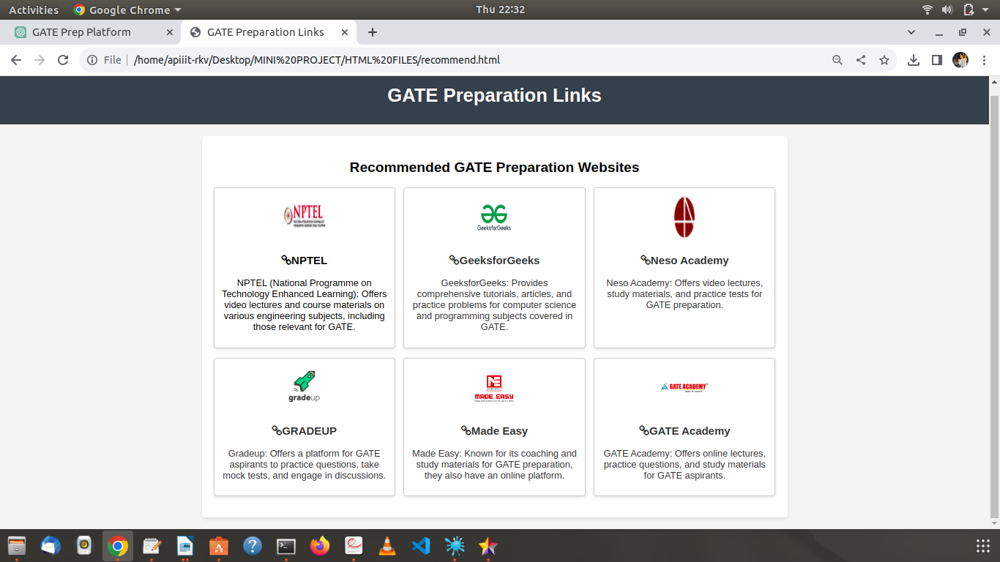 Activities
Google Chrome
Thu 22:32
GATE Prep Platform
GATE Preparation Links
File
/home/apiiit-rkv/Desktop/MINI%20PROJECT/HTML%20FILES/recommend.html
GATE Preparation Links
Recommended GATE Preparation Websites
NPTEL
NPTEL
NPTEL (National Programme on
Technology Enhanced Learning): Offers
video lectures and course materials on
various engineering subjects, including
those relevant for GATE.
GeeksforGeeks
GeeksforGeeks
GeeksforGeeks: Provides
comprehensive tutorials, articles, and
practice problems for computer science
and programming subjects covered in
GATE.
Neso Academy
Neso Academy: Offers video lectures,
study materials, and practice tests for
GATE preparation.
gradeup
GRADEUP
Gradeup: Offers a platform for GATE
aspirants to practice questions, take
mock tests, and engage in discussions.
MADE EASY
Made Easy
Made Easy: Known for its coaching and
study materials for GATE preparation,
they also have an online platform.
GATE ACADEMY
GATE Academy
GATE Academy: Offers online lectures,
practice questions, and study materials
for GATE aspirants.